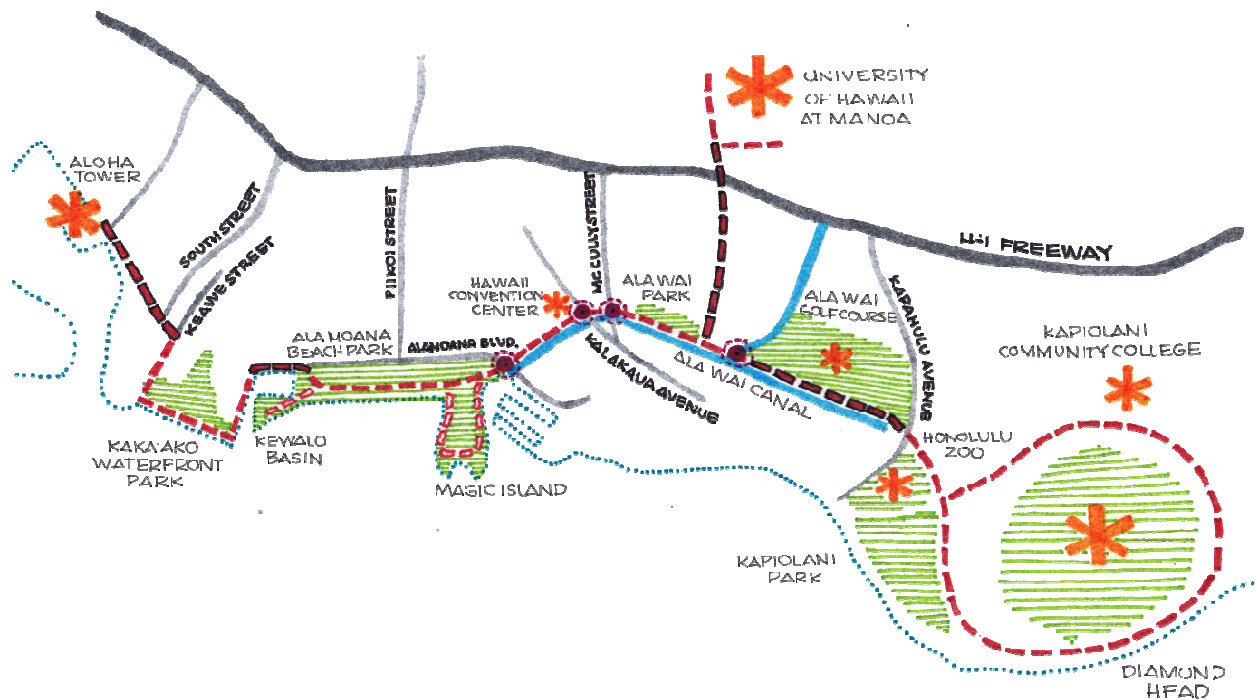 UNIVERSITY
OF HAWAII
AT MANOA
ALOHA
TOWER
SOUTH STREET
KEAWE STREET
PIIKOI STREET
MC CULLY STREET
H-1 FREEWAY
HAWAII
CONVENTION
CENTER
ALA WAI
PARK
ALA WAI
GOLF COURSE
KAPAHULU AVENUE
KAPIOLANI
COMMUNITY COLLEGE
ALA MOANA
BEACH PARK
ALA MOANA BLVD.
KALAKAUA AVENUE
ALA WAI CANAL
HONOLULU
ZOO
KAKA'AKO
WATERFRONT
PARK
KEWALO
BASIN
MAGIC ISLAND
KAPIOLANI
PARK
DIAMOND
HEAD